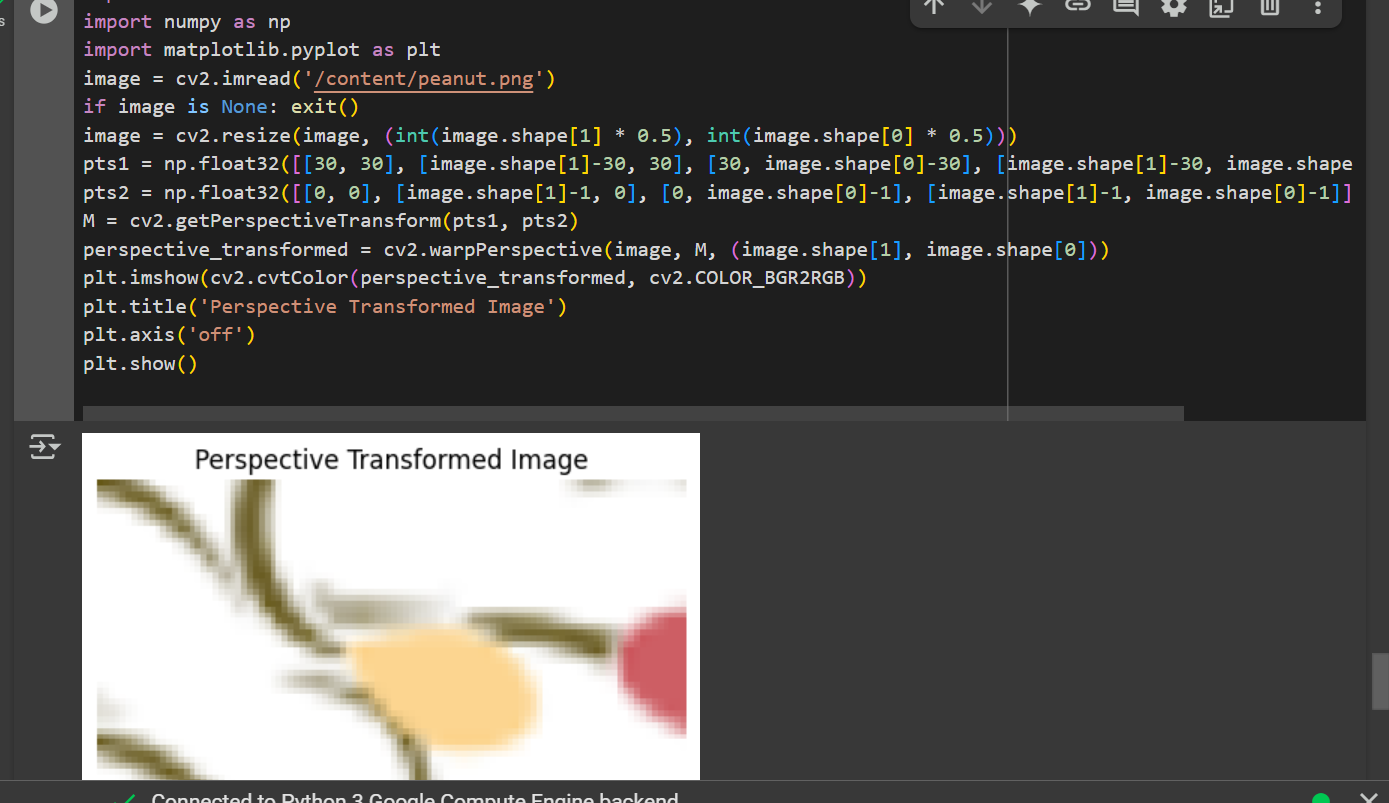 import numpy as np
import matplotlib.pyplot as plt
image = cv2.imread('/content/peanut.png')
if image is None: exit()
image = cv2.resize(image, (int(image.shape[1] * 0.5), int(image.shape[0] * 0.5)))
pts1 = np.float32([[30, 30], [image.shape[1]-30, 30], [30, image.shape[0]-30], [image.shape[1]-30, image.shape
pts2 = np.float32([[0, 0], [image.shape[1]-1, 0], [0, image.shape[0]-1], [image.shape[1]-1, image.shape[0]-1]]
M = cv2.getPerspectiveTransform(pts1, pts2)
perspective_transformed = cv2.warpPerspective(image, M, (image.shape[1], image.shape[0]))
plt.imshow(cv2.cvtColor(perspective_transformed, cv2.COLOR_BGR2RGB))
plt.title('Perspective Transformed Image')
plt.axis('off')
plt.show()
Perspective Transformed Image
Connected to Python 3 Google Compute Engine backend